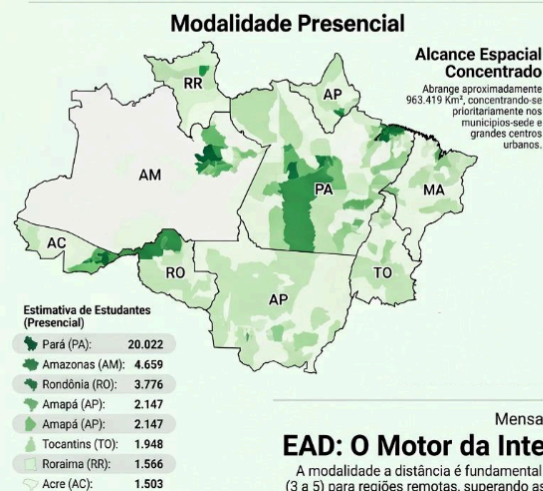 Modalidade Presencial
Alcance Espacial
Concentrado
Abrange aproximadamente
963.419 Km², concentrando-se
prioritariamente nos
municipios-sede e
grandes centros
urbanos.
RR
AP
AM
PA
MA
AC
RO
AP
TO
Estimativa de Estudantes
(Presencial)
Pará (PA): 20.022
Amazonas (AM): 4.659
Rondônia (RO): 3.776
Amapá (AP): 2.147
Amapá (AP): 2.147
Tocantins (TO): 1.948
Roraima (RR): 1.566
Acre (AC): 1.503
Mensa
EAD: O Motor da Inte
A modalidade a distância é fundamental
(3 a 5) para regiões remotas, superando as